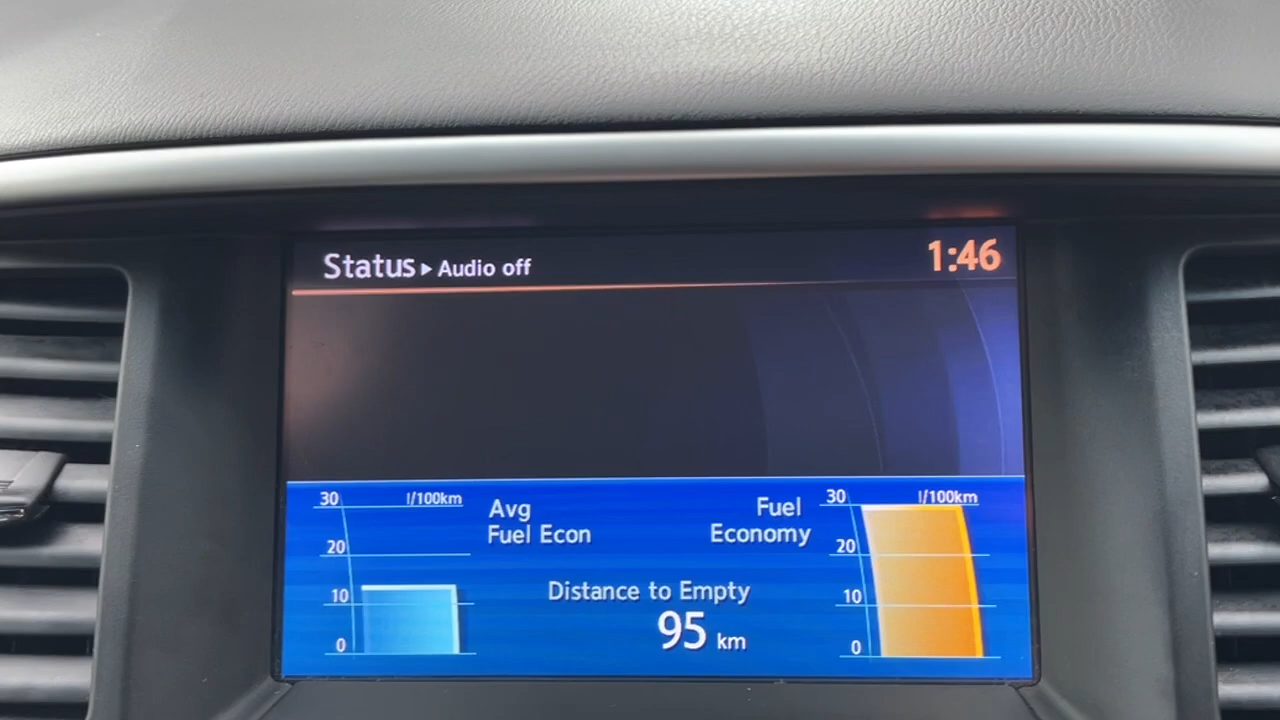 Status ▸ Audio off
1:46
30 l/100km
20
10
0
Avg
Fuel Econ
Distance to Empty
95 km
Fuel
Economy
30 l/100km
20
10
0